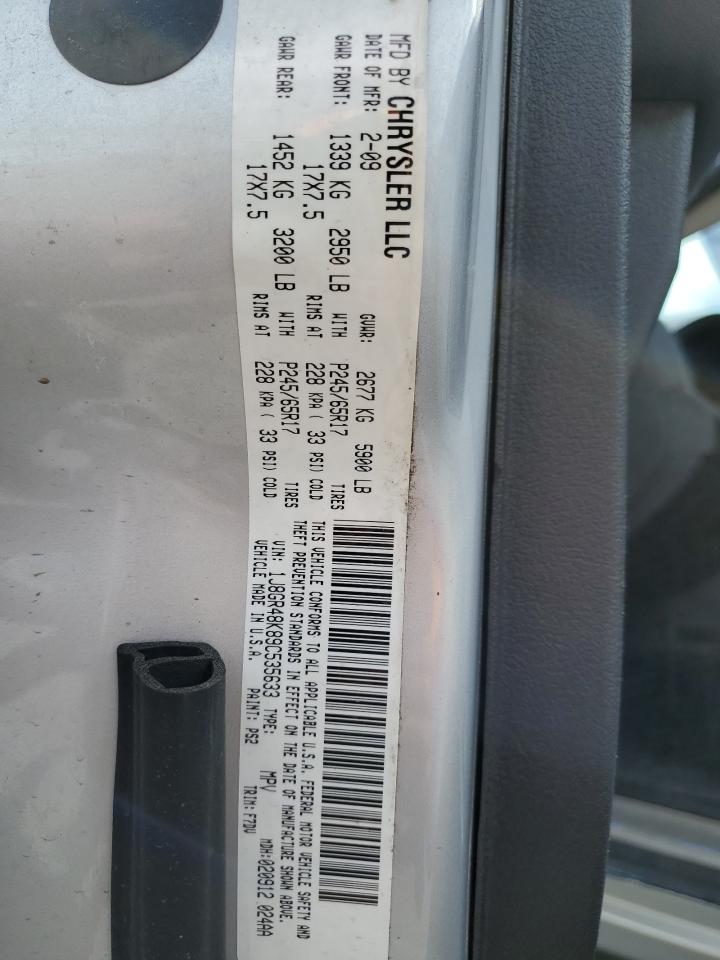 MFD BY CHRYSLER LLC
DATE OF MFR: 2-09 GVWR: 2677 KG 5900 LB
GAWR FRONT: 1339 KG 2950 LB WITH P245/65R17 TIRES
17X7.5 RIMS AT 228 KPA ( 33 PSI) COLD
GAWR REAR: 1452 KG 3200 LB WITH P245/65R17 TIRES
17X7.5 RIMS AT 228 KPA ( 33 PSI) COLD
THIS VEHICLE CONFORMS TO ALL APPLICABLE U.S.A. FEDERAL MOTOR VEHICLE SAFETY AND
THEFT PREVENTION STANDARDS IN EFFECT ON THE DATE OF MANUFACTURE SHOWN ABOVE.
VIN: 1J8GR48K89C535633 TYPE: MPV MDH:020912 024AA
VEHICLE MADE IN U.S.A. PAINT: PS2 TRIM: F7DV